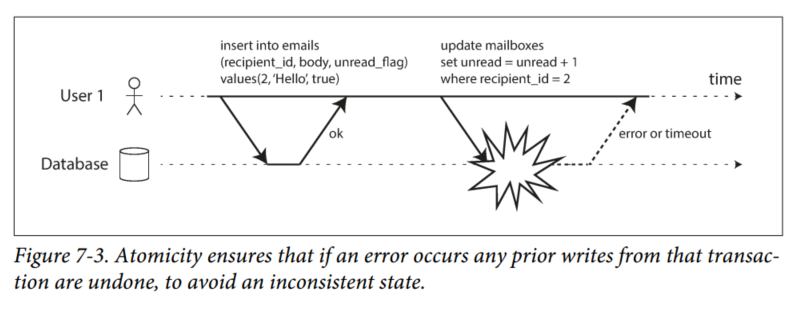 insert into emails
(recipient_id, body, unread_flag)
values(2, ‘Hello’, true)
update mailboxes
set unread = unread + 1
where recipient_id = 2
time
User 1
ok
error or timeout
Database
Figure 7-3. Atomicity ensures that if an error occurs any prior writes from that transac-
tion are undone, to avoid an inconsistent state.